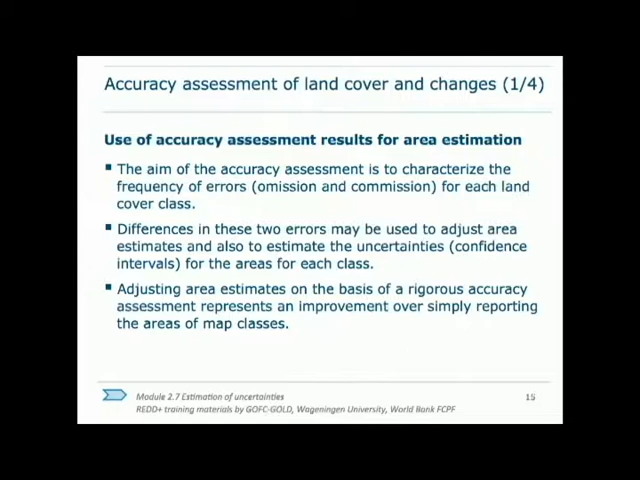 Accuracy assessment of land cover and changes (1/4)
Use of accuracy assessment results for area estimation
▪ The aim of the accuracy assessment is to characterize the
frequency of errors (omission and commission) for each land
cover class.
▪ Differences in these two errors may be used to adjust area
estimates and also to estimate the uncertainties (confidence
intervals) for the areas for each class.
▪ Adjusting area estimates on the basis of a rigorous accuracy
assessment represents an improvement over simply reporting
the areas of map classes.
Module 2.7 Estimation of uncertainties
REDD+ training materials by GOFC-GOLD, Wageningen University, World Bank FCPF
15